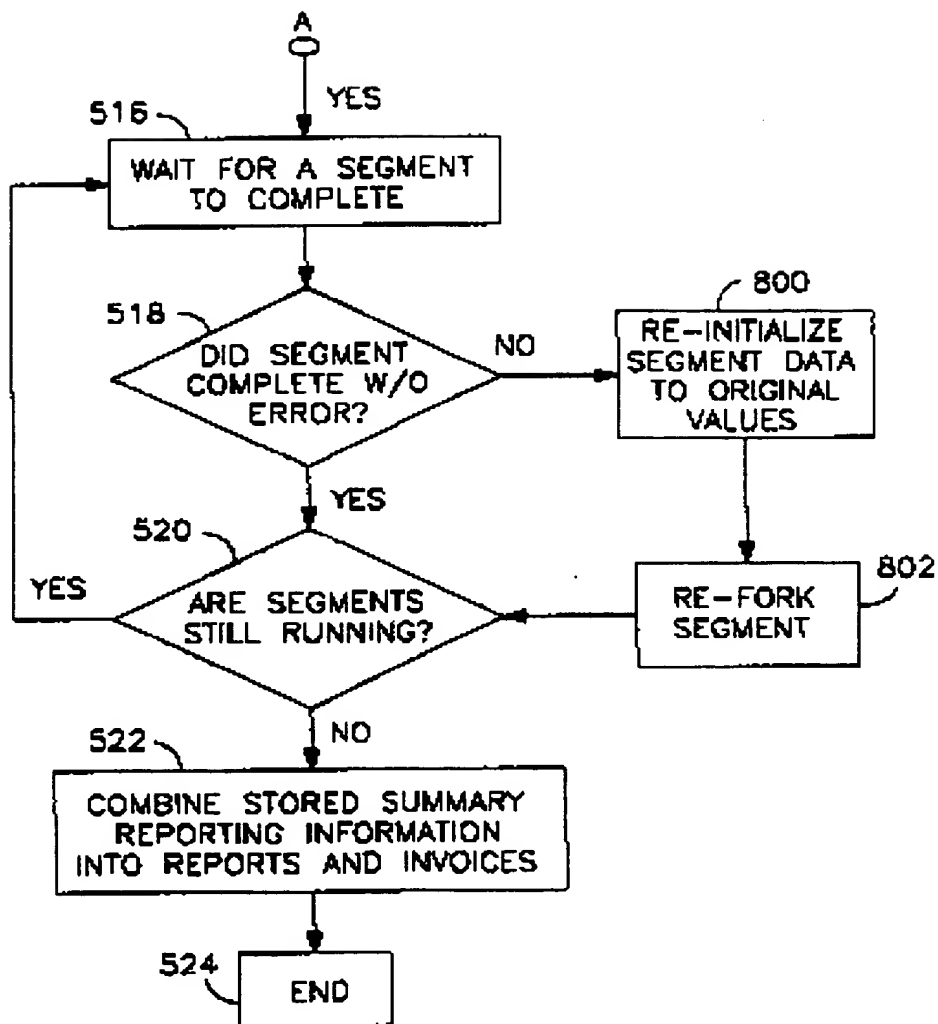 A
YES
516
WAIT FOR A SEGMENT
TO COMPLETE
518
DID SEGMENT
COMPLETE W/O
ERROR?
NO
800
RE-INITIALIZE
SEGMENT DATA
TO ORIGINAL
VALUES
YES
520
YES
ARE SEGMENTS
STILL RUNNING?
RE-FORK
SEGMENT
802
NO
522
COMBINE STORED SUMMARY
REPORTING INFORMATION
INTO REPORTS AND INVOICES
524
END